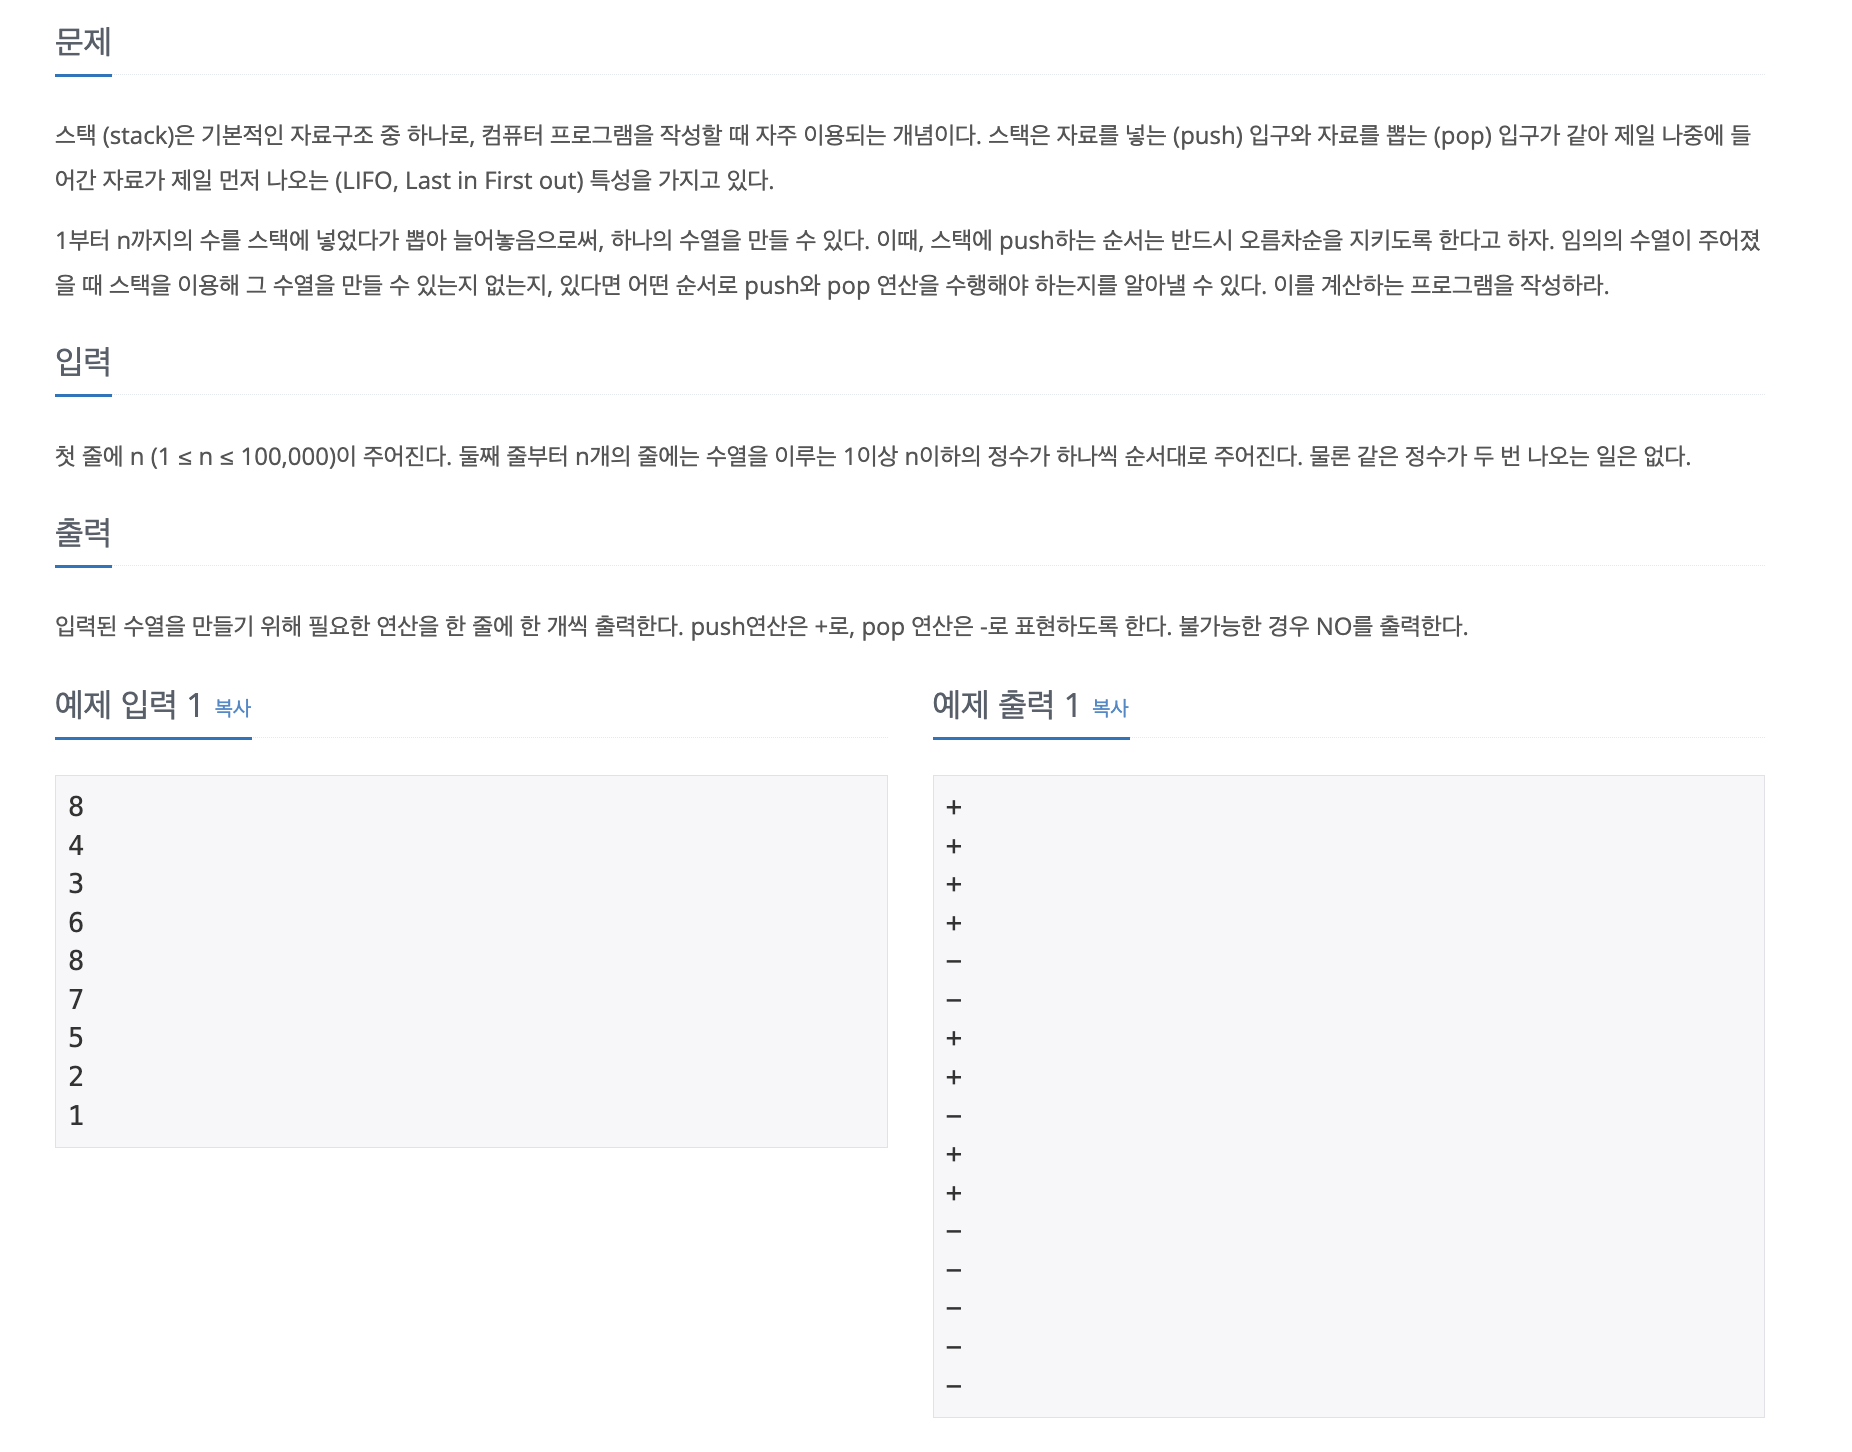 문제
스택 (stack)은 기본적인 자료구조 중 하나로, 컴퓨터 프로그램을 작성할 때 자주 이용되는 개념이다. 스택은 자료를 넣는 (push) 입구와 자료를 뽑는 (pop) 입구가 같아 제일 나중에 들
어간 자료가 제일 먼저 나오는 (LIFO, Last in First out) 특성을 가지고 있다.
1부터 n까지의 수를 스택에 넣었다가 뽑아 늘어놓음으로써, 하나의 수열을 만들 수 있다. 이때, 스택에 push하는 순서는 반드시 오름차순을 지키도록 한다고 하자. 임의의 수열이 주어졌
을 때 스택을 이용해 그 수열을 만들 수 있는지 없는지, 있다면 어떤 순서로 push와 pop 연산을 수행해야 하는지를 알아낼 수 있다. 이를 계산하는 프로그램을 작성하라.
입력
첫 줄에 n (1 ≤ n ≤ 100,000)이 주어진다. 둘째 줄부터 n개의 줄에는 수열을 이루는 1이상 n이하의 정수가 하나씩 순서대로 주어진다. 물론 같은 정수가 두 번 나오는 일은 없다.
출력
입력된 수열을 만들기 위해 필요한 연산을 한 줄에 한 개씩 출력한다. push연산은 +로, pop 연산은 -로 표현하도록 한다. 불가능한 경우 NO를 출력한다.
예제 입력 1 복사
8
4
3
6
8
7
5
2
1
예제 출력 1 복사
+
+
+
+
-
-
+
+
-
+
+
-
-
-
-
-